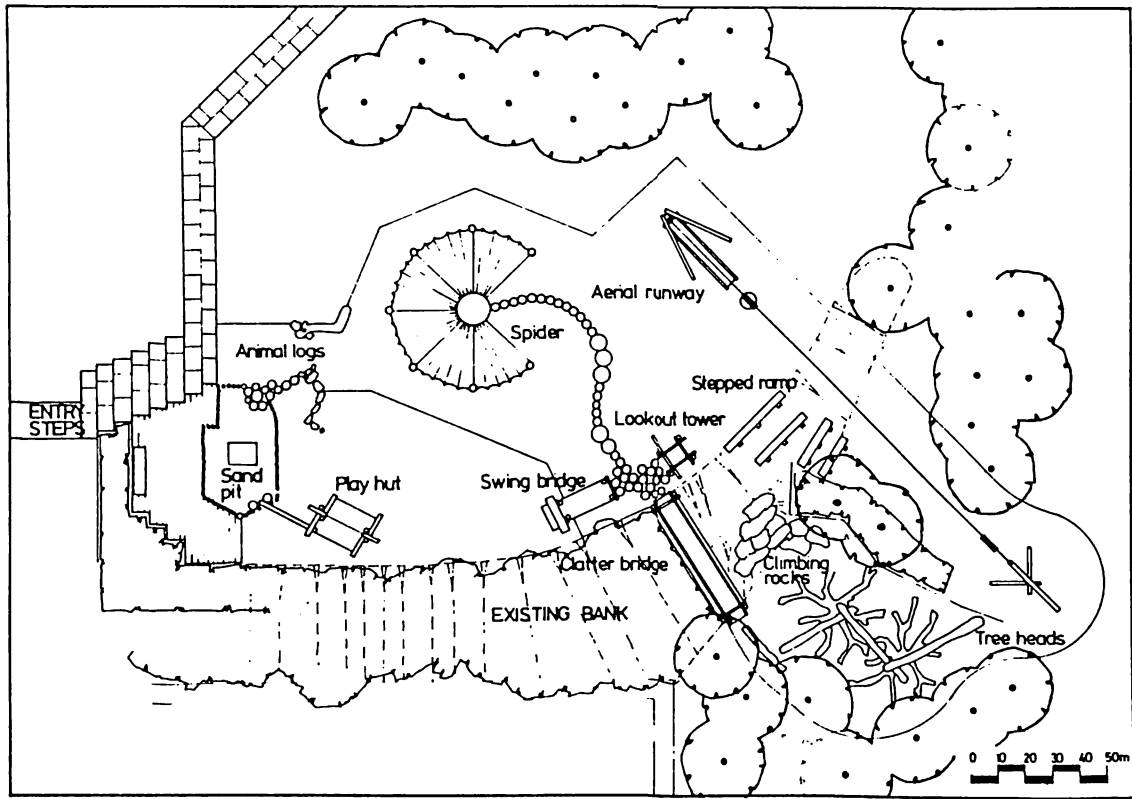 Aerial runway
Spider
Animal logs
Stepped ramp
ENTRY
STEPS
Lookout tower
Sand
pit
Play hut
Swing bridge
Clatter bridge
Climbing
rocks
EXISTING BANK
Tree heads
0 10 20 30 40 50m